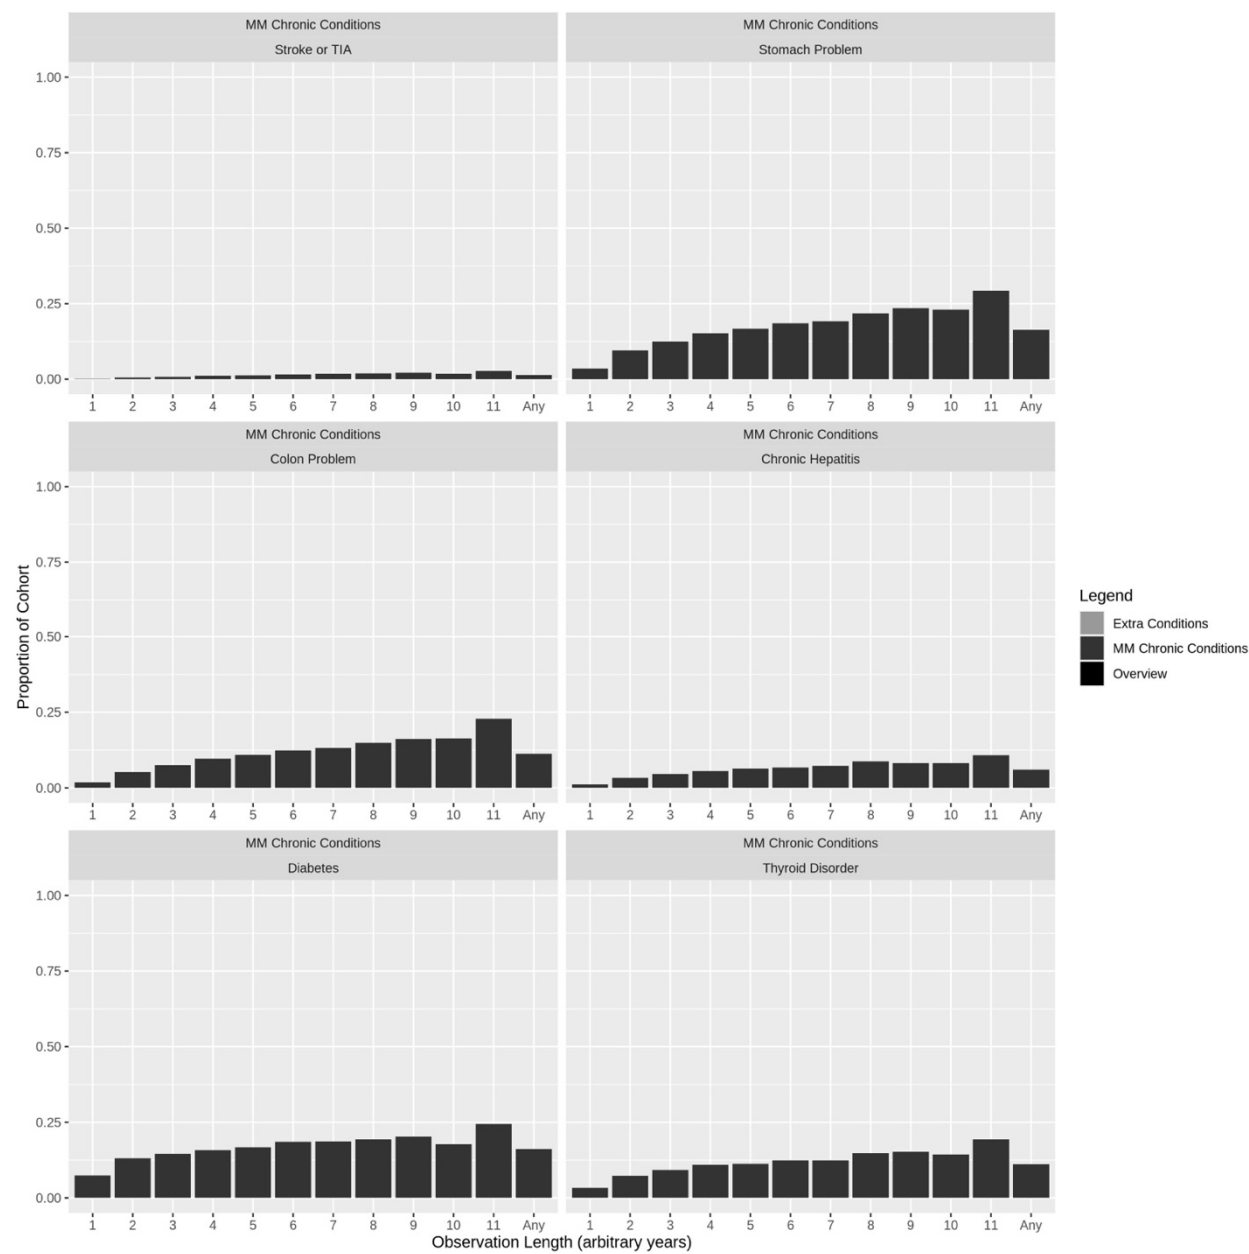 MM Chronic Conditions
Stroke or TIA
1.00
0.75
0.50
0.25
0.00
1 2 3 4 5 6 7 8 9 10 11 Any
MM Chronic Conditions
Stomach Problem
1 2 3 4 5 6 7 8 9 10 11 Any
MM Chronic Conditions
Colon Problem
1.00
0.75
0.50
0.25
0.00
1 2 3 4 5 6 7 8 9 10 11 Any
MM Chronic Conditions
Chronic Hepatitis
1 2 3 4 5 6 7 8 9 10 11 Any
MM Chronic Conditions
Diabetes
1.00
0.75
0.50
0.25
0.00
1 2 3 4 5 6 7 8 9 10 11 Any
MM Chronic Conditions
Thyroid Disorder
1 2 3 4 5 6 7 8 9 10 11 Any
Proportion of Cohort
Observation Length (arbitrary years)
Legend
Extra Conditions
MM Chronic Conditions
Overview